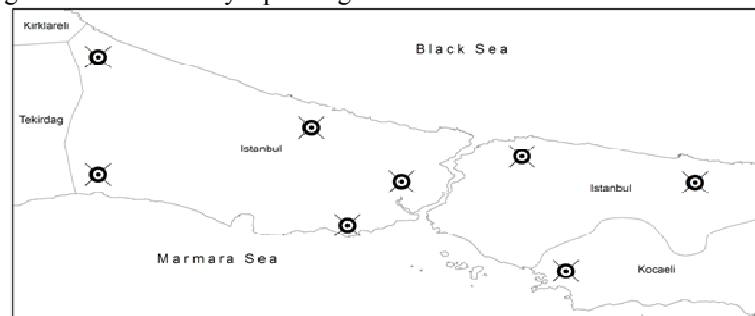 Kirklareli
Black Sea
Tekirdag
Istanbul
Istanbul
Marmara Sea
Kocaeli